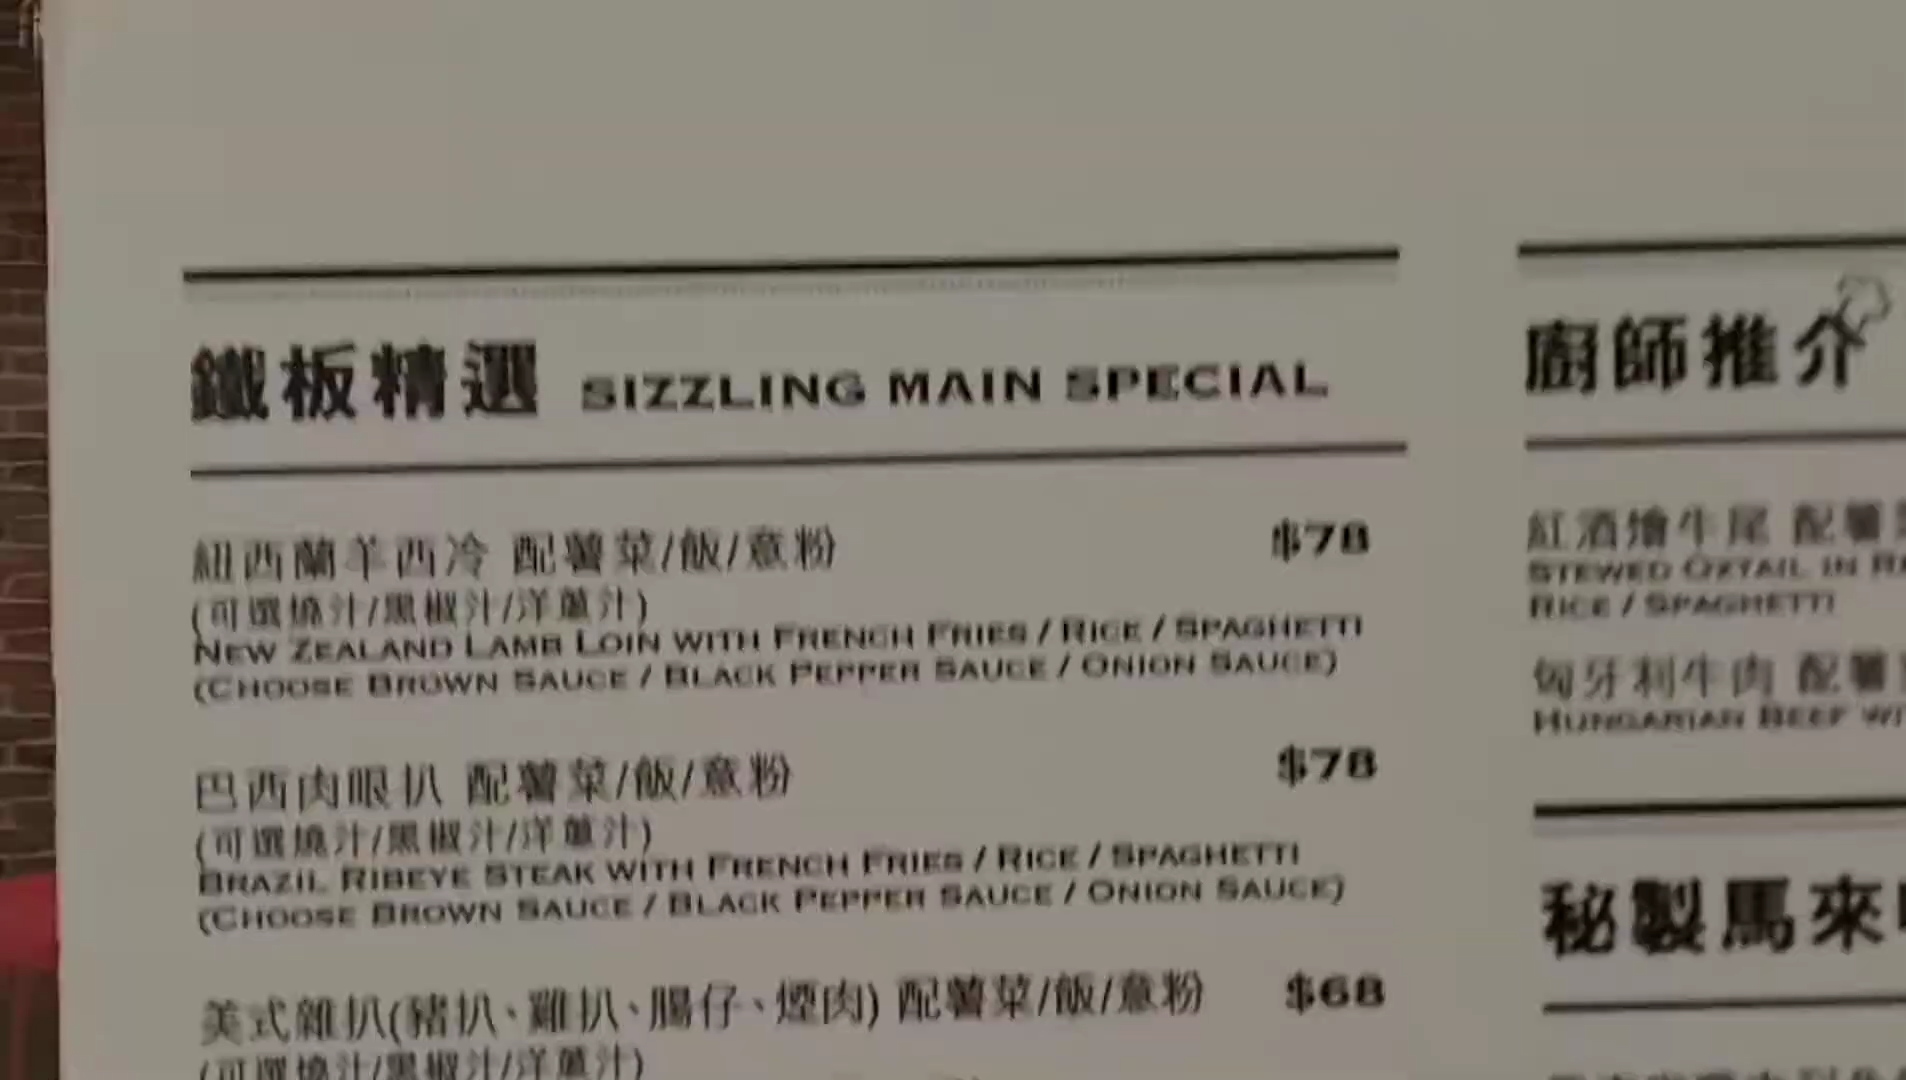 鐵板精選 SIZZLING MAIN SPECIAL
紐西蘭羊西冷 配薯菜/飯/意粉 $78
(可選燒汁/黑椒汁/洋蔥汁)
NEW ZEALAND LAMB LOIN WITH FRENCH FRIES / RICE / SPAGHETTI
(CHOOSE BROWN SAUCE / BLACK PEPPER SAUCE / ONION SAUCE)
巴西肉眼扒 配薯菜/飯/意粉 $78
(可選燒汁/黑椒汁/洋蔥汁)
BRAZIL RIBEYE STEAK WITH FRENCH FRIES / RICE / SPAGHETTI
(CHOOSE BROWN SAUCE / BLACK PEPPER SAUCE / ONION SAUCE)
美式雜扒(豬扒、雞扒、腸仔、煙肉) 配薯菜/飯/意粉 $68
(可選燒汁/黑椒汁/洋蔥汁)
廚師推介
紅酒燴牛尾 配薯
STEWED OXTAIL IN
RICE / SPAGHETTI
匈牙利牛肉 配薯
HUNGARIAN BEEF
秘製馬來